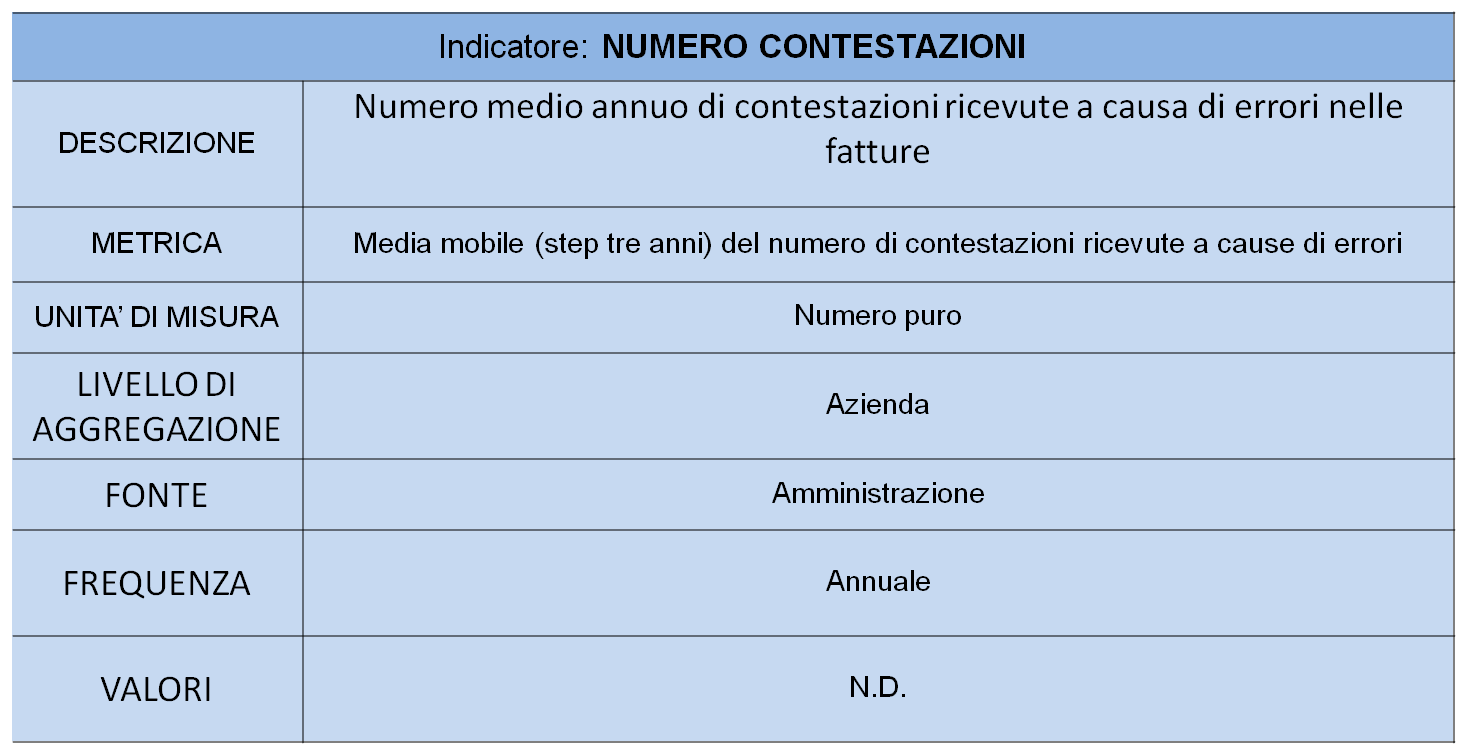 Indicatore: NUMERO CONTESTAZIONI
DESCRIZIONE
Numero medio annuo di contestazioni ricevute a causa di errori nelle
fatture
METRICA
Media mobile (step tre anni) del numero di contestazioni ricevute a cause di errori
UNITA’ DI MISURA
Numero puro
LIVELLO DI
AGGREGAZIONE
Azienda
FONTE
Amministrazione
FREQUENZA
Annuale
VALORI
N.D.